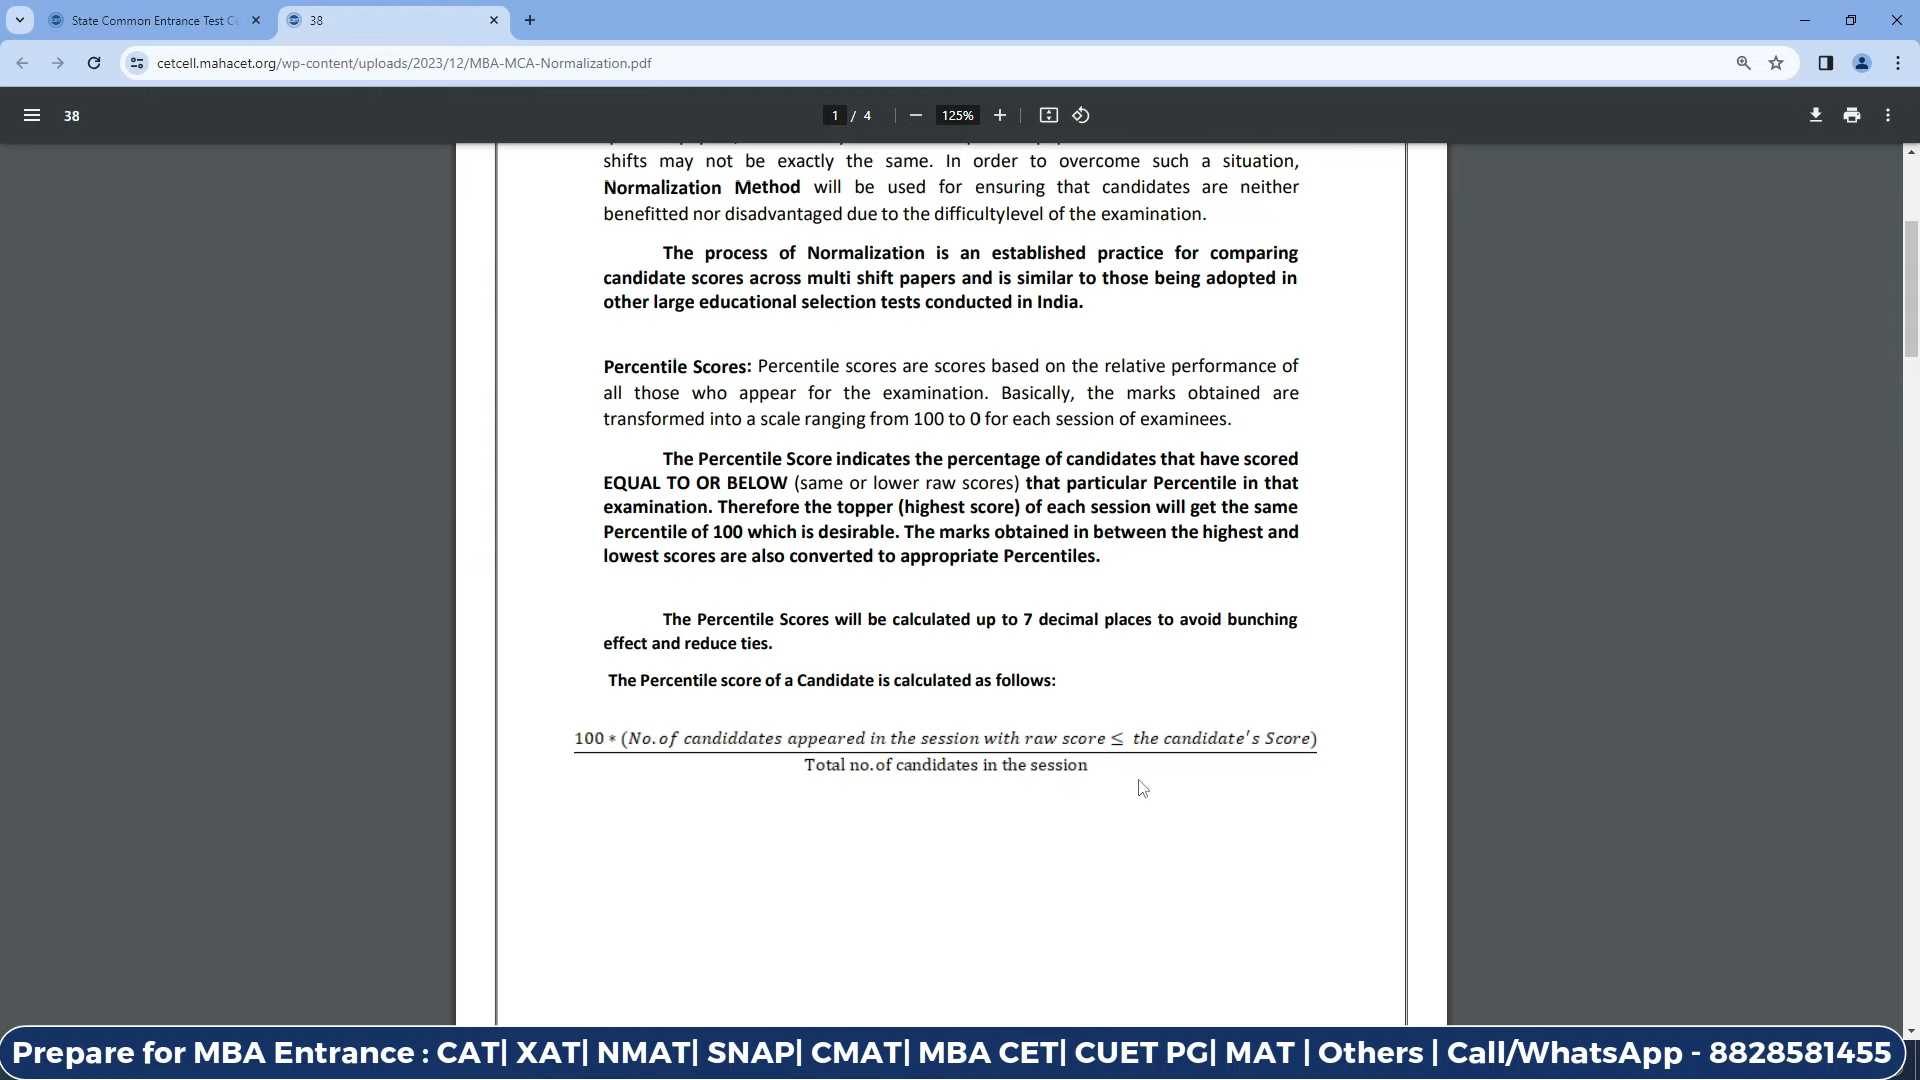 State Common Entrance Test C
38
cetcell.mahacet.org/wp-content/uploads/2023/12/MBA-MCA-Normalization.pdf
38
1 / 4
125%
shifts may not be exactly the same. In order to overcome such a situation,
Normalization Method will be used for ensuring that candidates are neither
benefitted nor disadvantaged due to the difficultylevel of the examination.
The process of Normalization is an established practice for comparing
candidate scores across multi shift papers and is similar to those being adopted in
other large educational selection tests conducted in India.
Percentile Scores: Percentile scores are scores based on the relative performance of
all those who appear for the examination. Basically, the marks obtained are
transformed into a scale ranging from 100 to 0 for each session of examinees.
The Percentile Score indicates the percentage of candidates that have scored
EQUAL TO OR BELOW (same or lower raw scores) that particular Percentile in that
examination. Therefore the topper (highest score) of each session will get the same
Percentile of 100 which is desirable. The marks obtained in between the highest and
lowest scores are also converted to appropriate Percentiles.
The Percentile Scores will be calculated up to 7 decimal places to avoid bunching
effect and reduce ties.
The Percentile score of a Candidate is calculated as follows:
100 * (No. of candiddates appeared in the session with raw score ≤ the candidate's Score)
Total no. of candidates in the session
Prepare for MBA Entrance : CAT| XAT| NMAT| SNAP| CMAT| MBA CET| CUET PG| MAT | Others | Call/WhatsApp - 8828581455